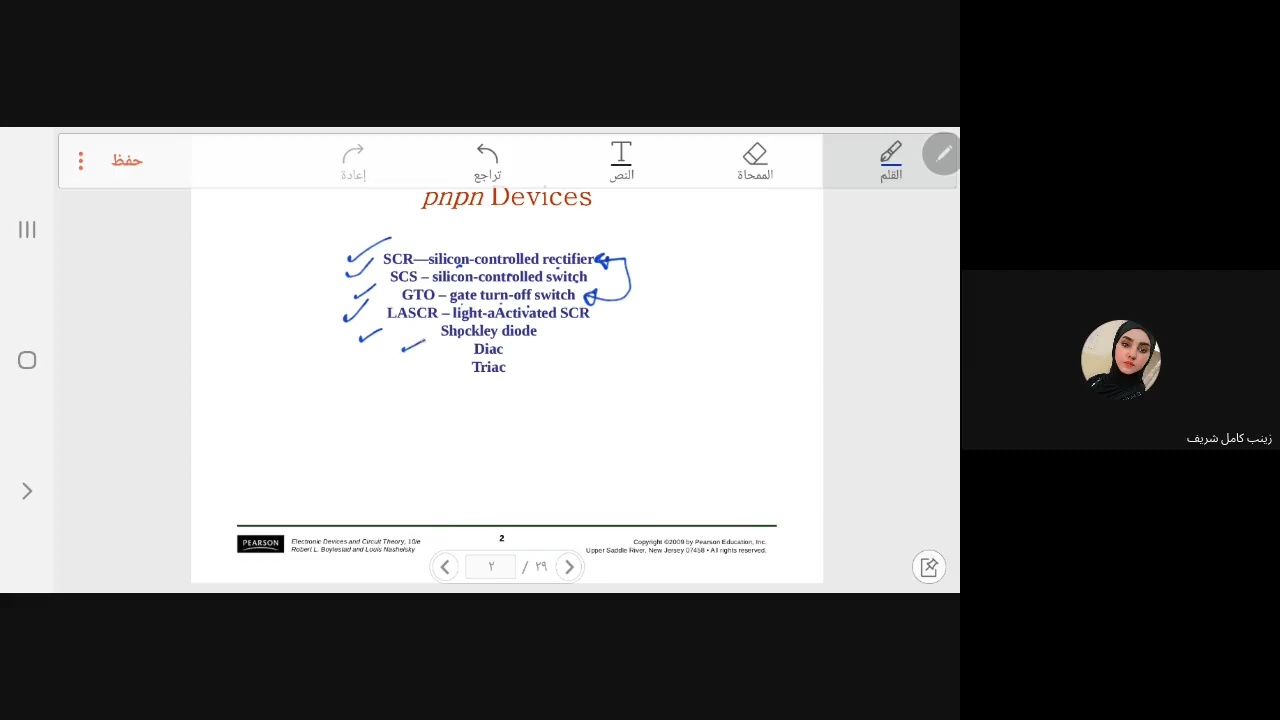 حفظ
إعادة
تراجع
النص
الممحاة
القلم
pnpn Devices
SCR—silicon-controlled rectifier
SCS – silicon-controlled switch
GTO – gate turn-off switch
LASCR – light-aActivated SCR
Shockley diode
Diac
Triac
زينب كامل شريف
PEARSON
Electronic Devices and Circuit Theory, 10/e
Robert L. Boylestad and Louis Nashelsky
2
Copyright ©2009 by Pearson Education, Inc.
Upper Saddle River, New Jersey 07458 • All rights reserved.
٢ / ٢٩